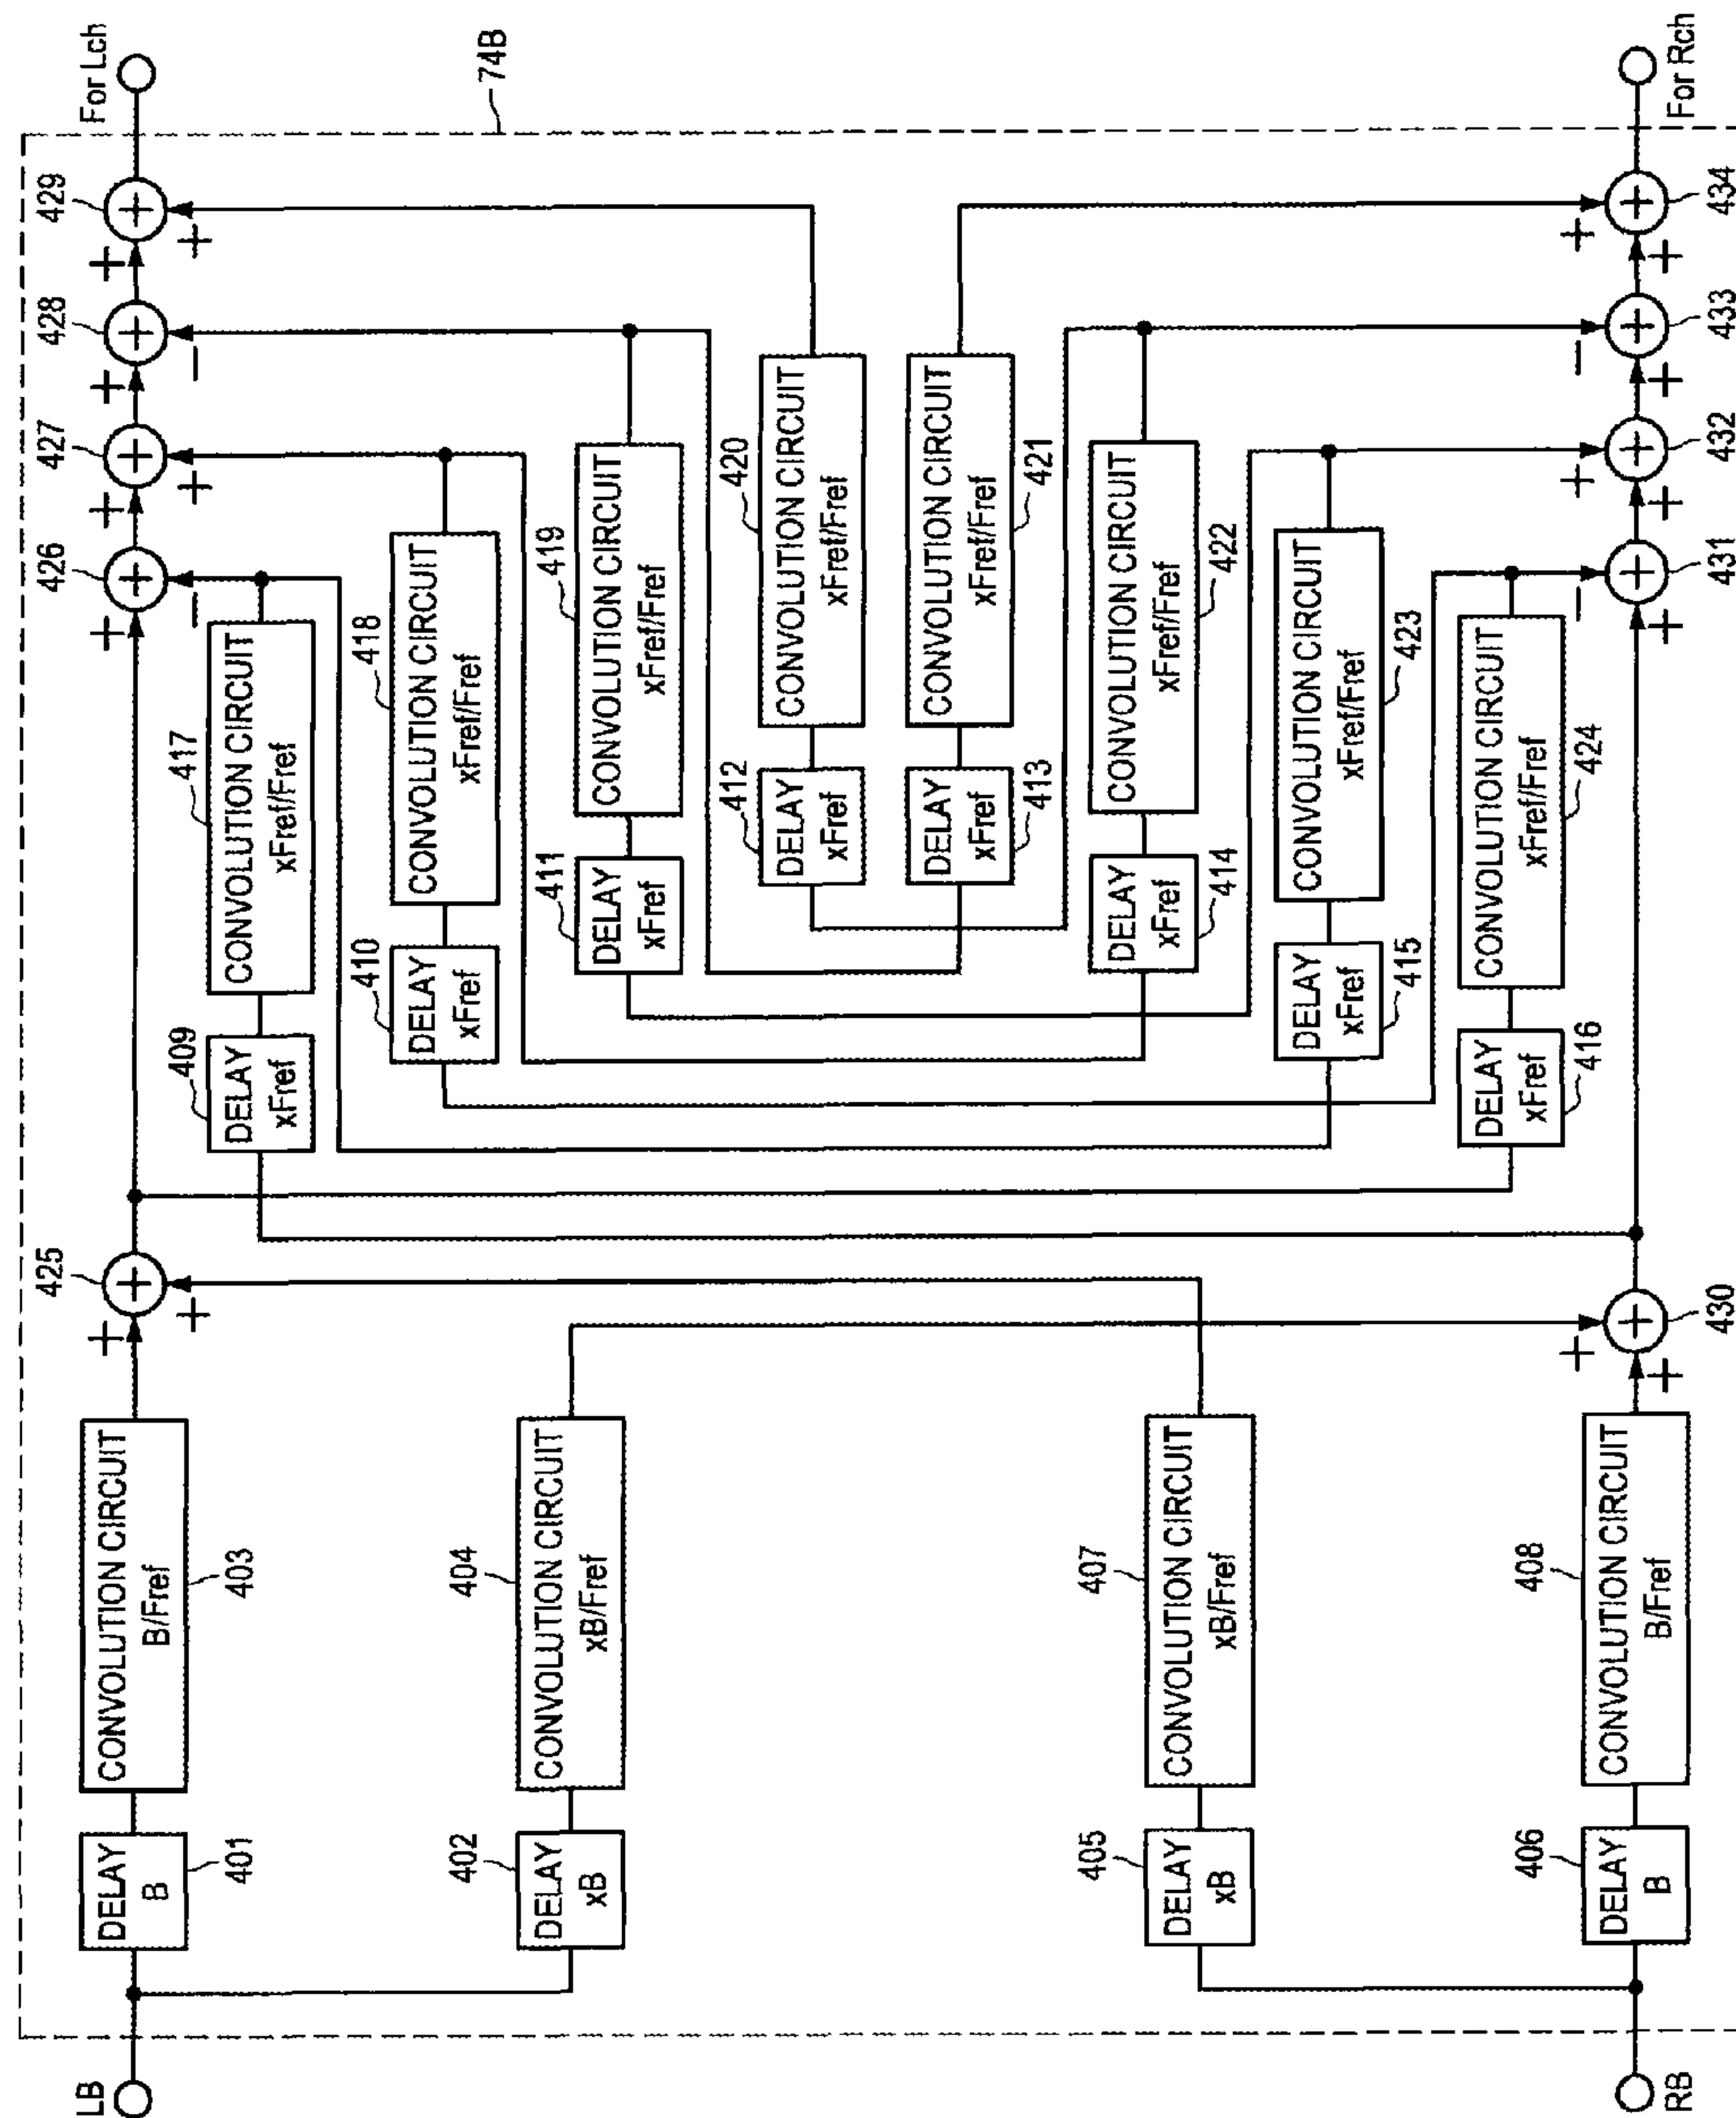 LB
DELAY
B
401
CONVOLUTION CIRCUIT
B/Fref
403
DELAY
xB
402
CONVOLUTION CIRCUIT
xB/Fref
404
DELAY
xB
405
CONVOLUTION CIRCUIT
xB/Fref
407
RB
DELAY
B
406
CONVOLUTION CIRCUIT
B/Fref
408
425
+
+
+
430
+
+
+
409
DELAY
xFref
417
CONVOLUTION CIRCUIT
xFref/Fref
410
DELAY
xFref
418
CONVOLUTION CIRCUIT
xFref/Fref
411
DELAY
xFref
419
CONVOLUTION CIRCUIT
xFref/Fref
412
DELAY
xFref
420
CONVOLUTION CIRCUIT
xFref/Fref
DELAY
xFref
413
CONVOLUTION CIRCUIT
xFref/Fref
421
DELAY
xFref
414
CONVOLUTION CIRCUIT
xFref/Fref
422
DELAY
xFref
415
CONVOLUTION CIRCUIT
xFref/Fref
423
DELAY
xFref
416
CONVOLUTION CIRCUIT
xFref/Fref
424
426
+
+
−
427
+
+
+
428
+
+
−
429
+
+
+
431
−
+
+
432
+
+
+
433
−
+
+
434
+
+
+
For Lch
74B
For Rch